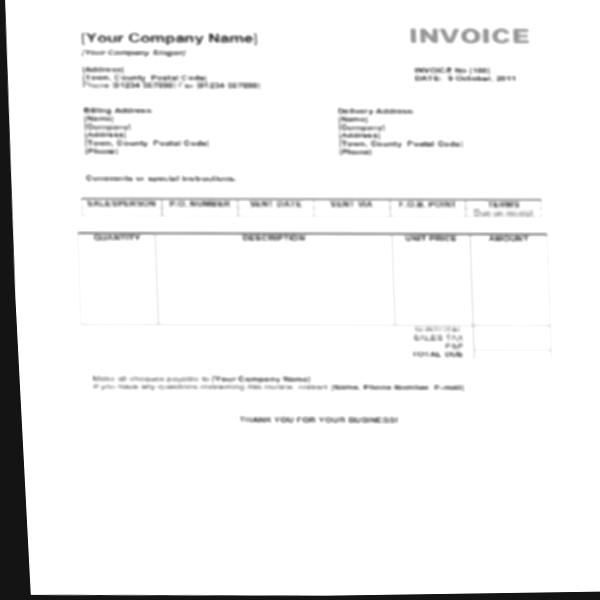 [Your Company Name]
INVOICE
[Your Company Slogan]
[Address]
[Town, County Postal Code]
Phone [01234 567890] Fax [01234 567890]
INVOICE No [100]
DATE: 9 October, 2011
Billing Address
[Name]
[Company]
[Address]
[Town, County Postal Code]
[Phone]
Delivery Address
[Name]
[Company]
[Address]
[Town, County Postal Code]
[Phone]
Comments or special instructions.
SALESPERSON P.O. NUMBER SENT DATE SENT VIA F.O.B. POINT TERMS
Due on receipt
QUANTITY DESCRIPTION UNIT PRICE AMOUNT
SUBTOTAL
SALES TAX
P&P
TOTAL DUE
Make all cheques payable to [Your Company Name]
If you have any questions concerning this invoice, contact [Name, Phone Number, E-mail]
THANK YOU FOR YOUR BUSINESS!